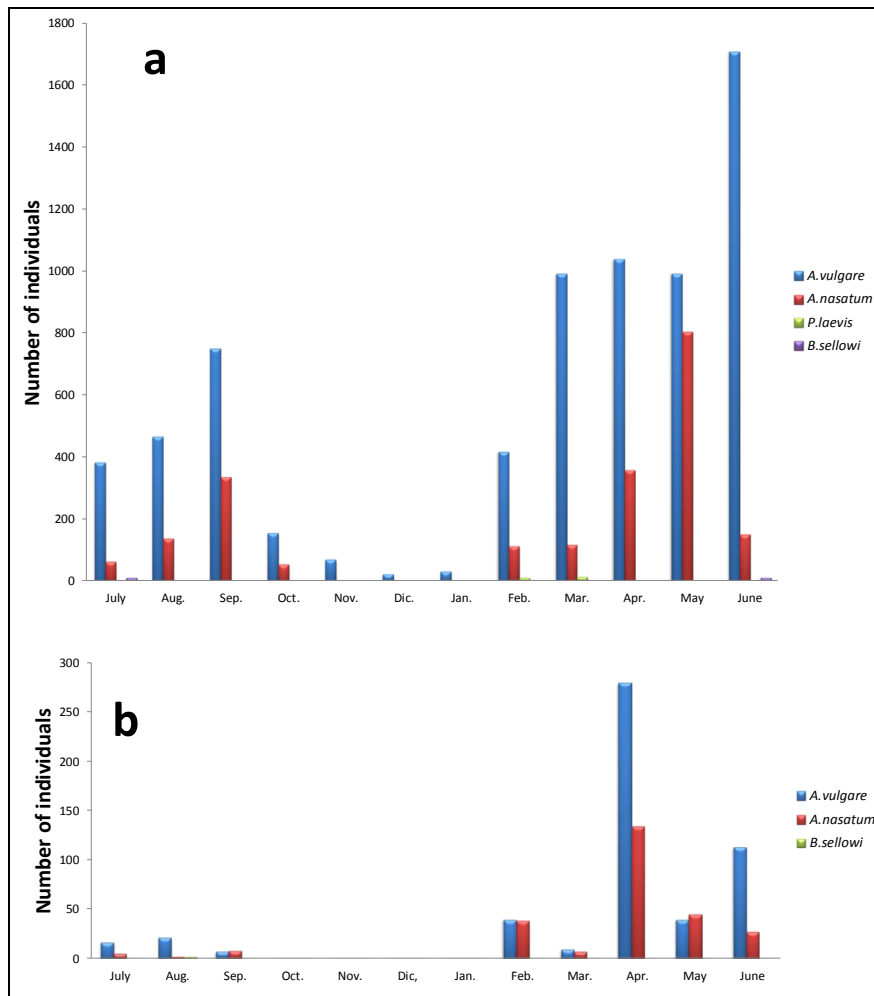 a
Number of individuals
1800
1600
1400
1200
1000
800
600
400
200
0
July Aug. Sep. Oct. Nov. Dic. Jan. Feb. Mar. Apr. May June
A.vulgare
A.nasatum
P.laevis
B.sellowi
b
Number of individuals
300
250
200
150
100
50
0
July Aug. Sep. Oct. Nov. Dic, Jan. Feb. Mar. Apr. May June
A.vulgare
A.nasatum
B.sellowi